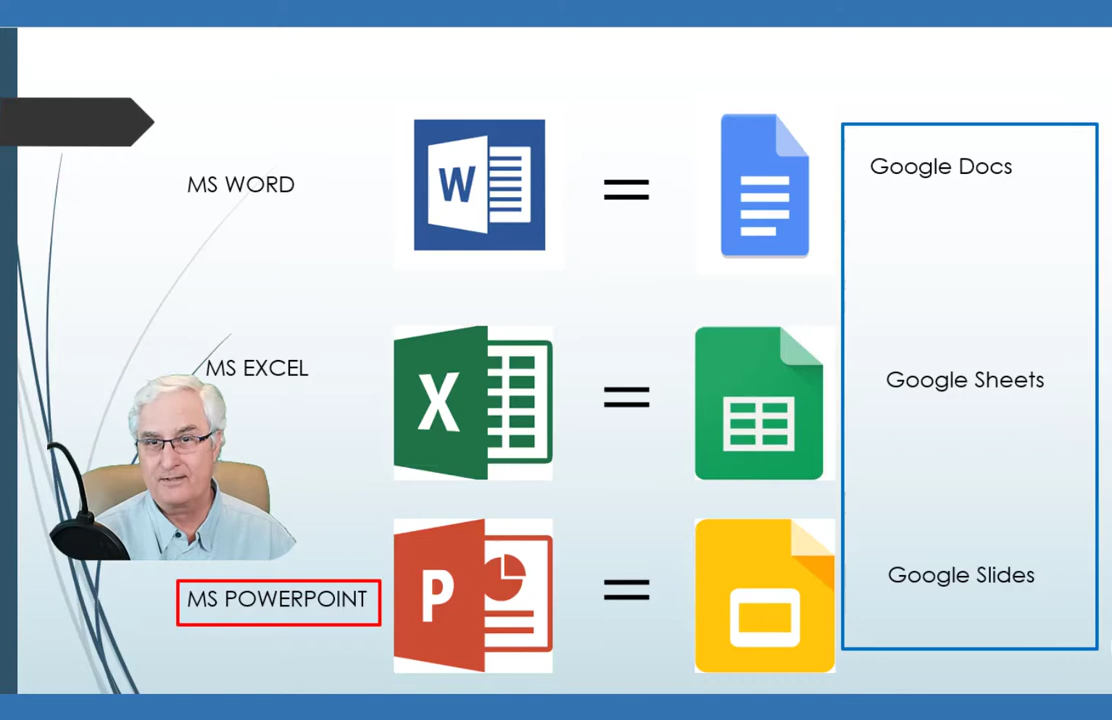 MS WORD
W
=
Google Docs
MS EXCEL
X
=
Google Sheets
MS POWERPOINT
P
=
Google Slides